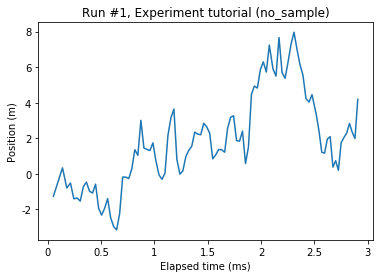 Run #1, Experiment tutorial (no_sample)
Position (m)
8
6
4
2
0
-2
0 0.5 1 1.5 2 2.5 3
Elapsed time (ms)